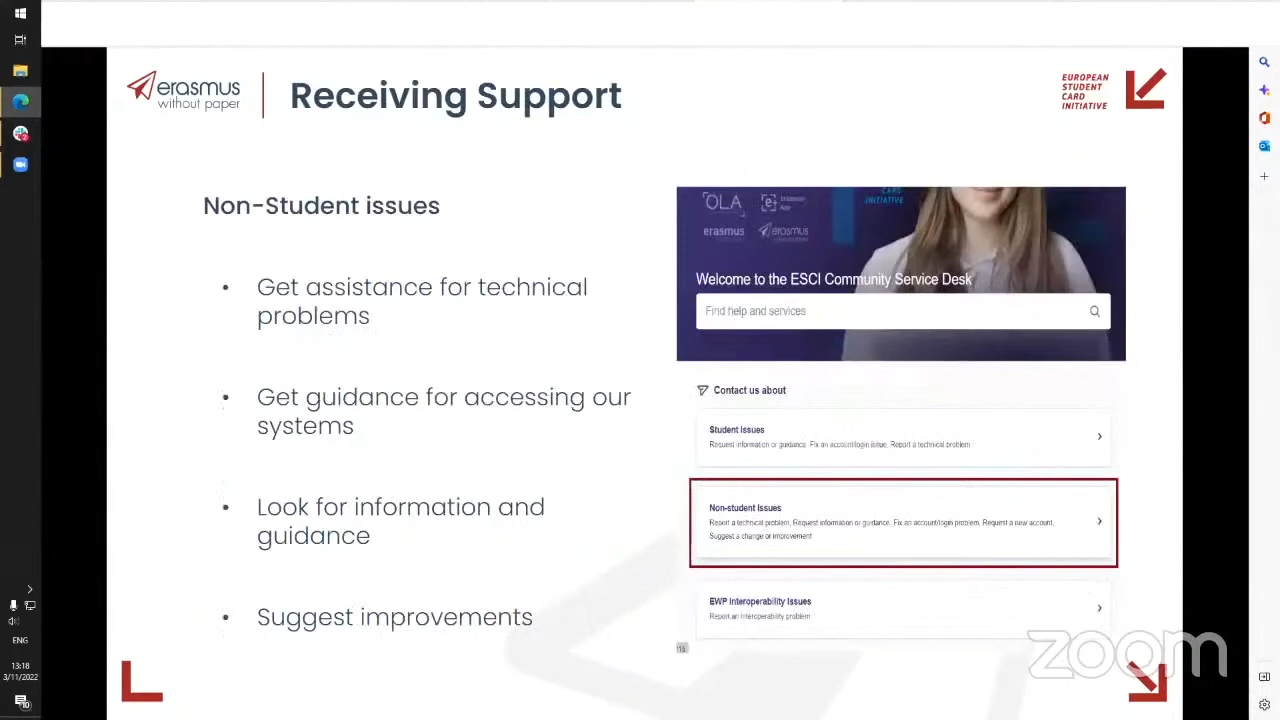 erasmus
without paper
Receiving Support
EUROPEAN
STUDENT
CARD
INITIATIVE
Non-Student issues
• Get assistance for technical
problems
• Get guidance for accessing our
systems
• Look for information and
guidance
• Suggest improvements
OLA
CARD
INITIATIVE
erasmus
erasmus
Welcome to the ESCI Community Service Desk
Find help and services
Contact us about
Student Issues
Request information or guidance. Fix an account/login issue, Report a technical problem
Non-student Issues
Report a technical problem, Request information or guidance. Fix an account/login problem. Request a new account,
Suggest a change or improvement
EWP Interoperability Issues
Report an interoperability problem
zoom
ENG
13:18
3/11/2022